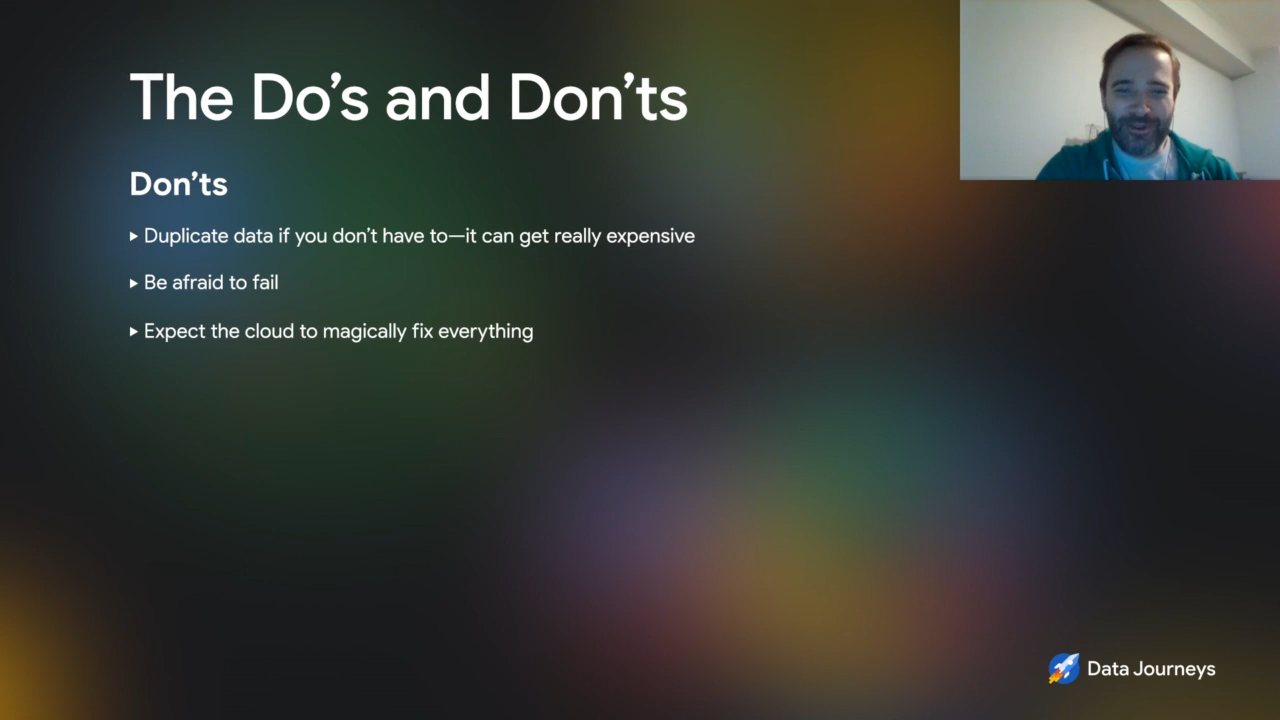 The Do’s and Don’ts
Don’ts
▸ Duplicate data if you don’t have to—it can get really expensive
▸ Be afraid to fail
▸ Expect the cloud to magically fix everything
Data Journeys